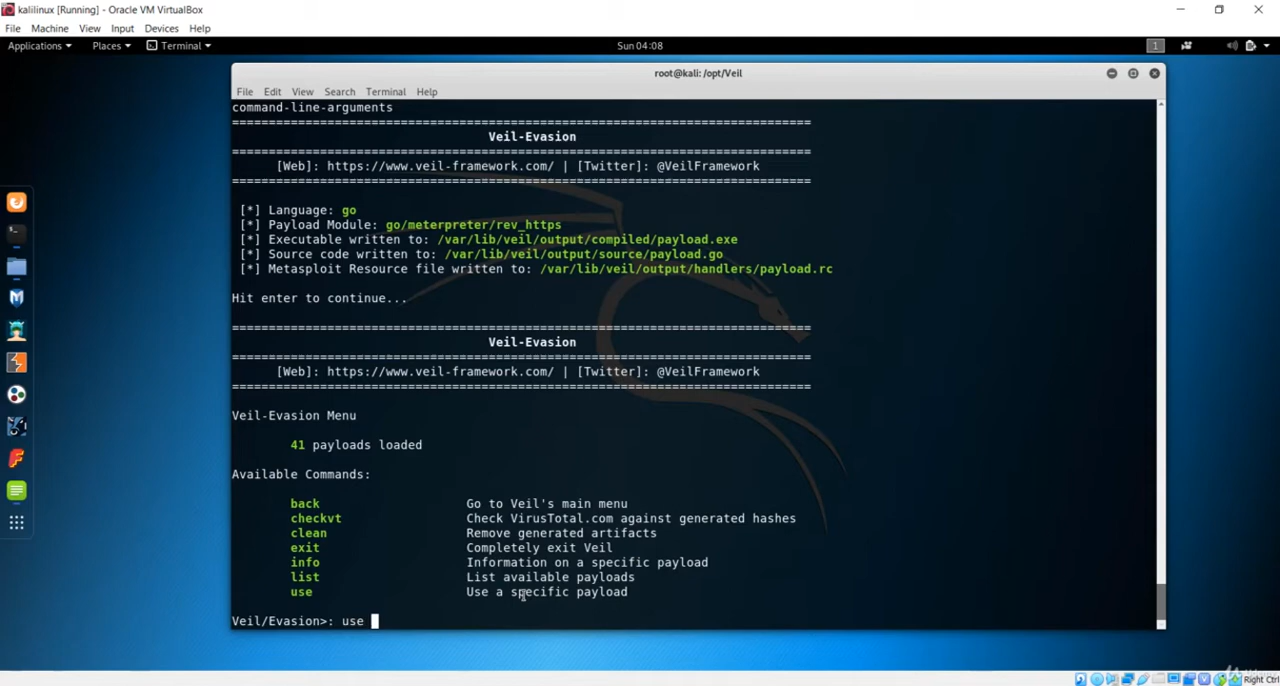 kalilinux [Running] - Oracle VM VirtualBox
File Machine View Input Devices Help
Applications Places Terminal Sun 04:08 1
root@kali: /opt/Veil
File Edit View Search Terminal Help
command-line-arguments
===============================================================================
Veil-Evasion
===============================================================================
[Web]: https://www.veil-framework.com/ | [Twitter]: @VeilFramework
===============================================================================
[*] Language: go
[*] Payload Module: go/meterpreter/rev_https
[*] Executable written to: /var/lib/veil/output/compiled/payload.exe
[*] Source code written to: /var/lib/veil/output/source/payload.go
[*] Metasploit Resource file written to: /var/lib/veil/output/handlers/payload.rc
Hit enter to continue...
===============================================================================
Veil-Evasion
===============================================================================
[Web]: https://www.veil-framework.com/ | [Twitter]: @VeilFramework
===============================================================================
Veil-Evasion Menu
41 payloads loaded
Available Commands:
back Go to Veil's main menu
checkvt Check VirusTotal.com against generated hashes
clean Remove generated artifacts
exit Completely exit Veil
info Information on a specific payload
list List available payloads
use Use a specific payload
Veil/Evasion>: use
Right Ctrl